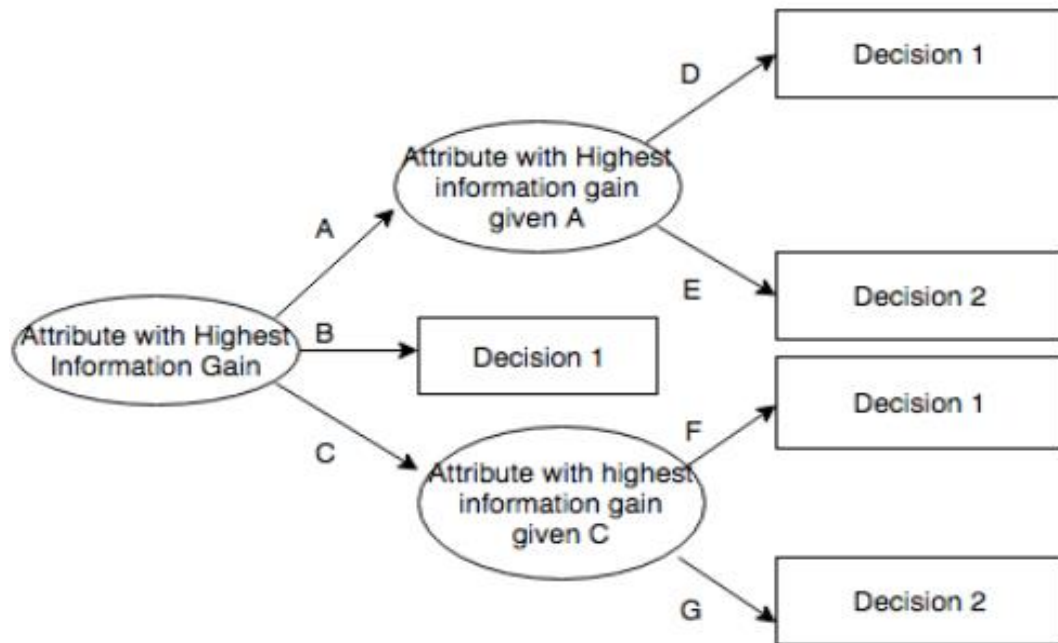 D
Decision 1
Attribute with Highest
information gain
given A
A
E
Decision 2
Attribute with Highest
Information Gain
B
Decision 1
Decision 1
F
C
Attribute with highest
information gain
given C
G
Decision 2